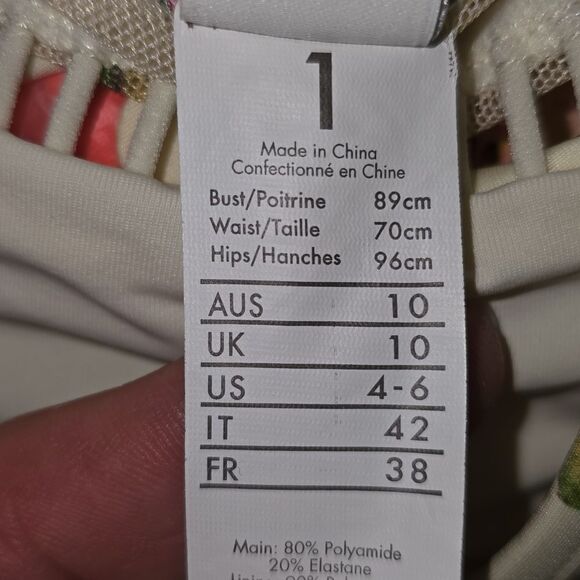 1
Made in China
Confectionné en Chine
Bust/Poitrine 89cm
Waist/Taille 70cm
Hips/Hanches 96cm
AUS 10
UK 10
US 4-6
IT 42
FR 38
Main: 80% Polyamide
20% Elastane